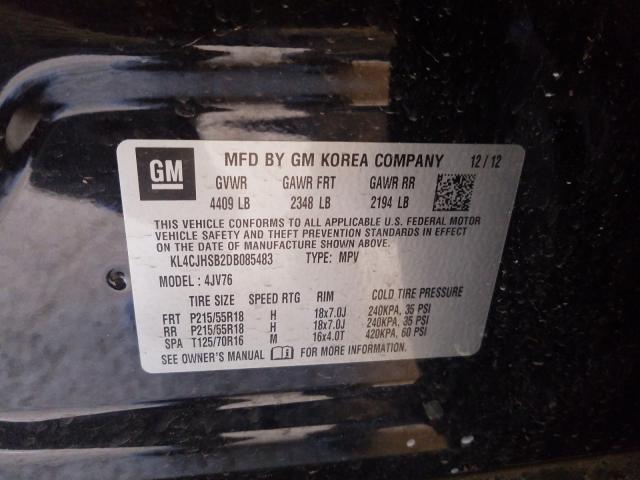 GM MFD BY GM KOREA COMPANY 12/12
GVWR GAWR FRT GAWR RR
4409 LB 2348 LB 2194 LB
THIS VEHICLE CONFORMS TO ALL APPLICABLE U.S. FEDERAL MOTOR
VEHICLE SAFETY AND THEFT PREVENTION STANDARDS IN EFFECT ON
THE DATE OF MANUFACTURE SHOWN ABOVE.
KL4CJHSB2DB085483 TYPE: MPV
MODEL: 4JV76
TIRE SIZE SPEED RTG RIM COLD TIRE PRESSURE
FRT P215/55R18 H 18x7.0J 240KPA, 35 PSI
RR P215/55R18 H 18x7.0J 240KPA, 35 PSI
SPA T125/70R16 M 16x4.0T 420KPA, 60 PSI
SEE OWNER'S MANUAL FOR MORE INFORMATION.